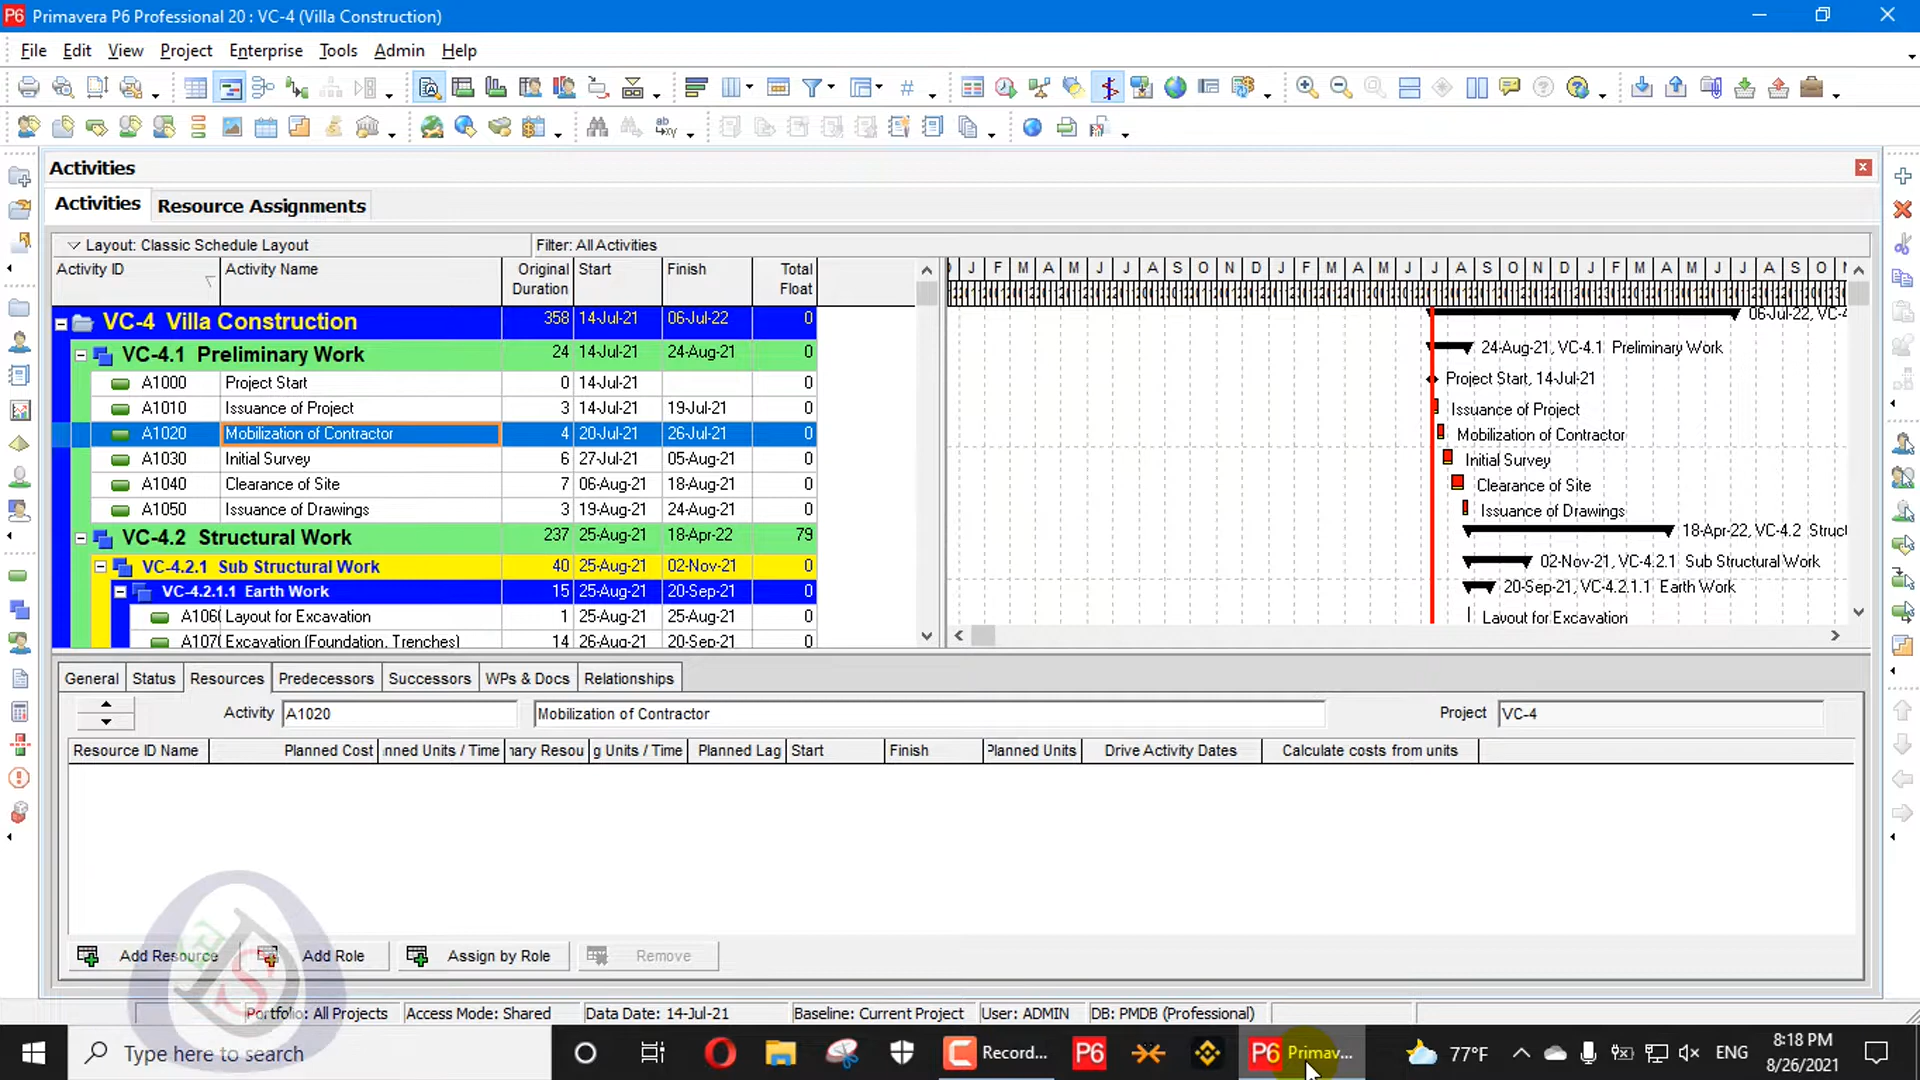 Primavera P6 Professional 20 : VC-4 (Villa Construction)
File Edit View Project Enterprise Tools Admin Help
Activities
Activities Resource Assignments
Layout: Classic Schedule Layout Filter: All Activities
Activity ID Activity Name Original Duration Start Finish Total Float
J F M A M J J A S O N D J F M A M J J A S O N D J F M A M J J A S O
VC-4 Villa Construction 358 14-Jul-21 06-Jul-22 0
06-Jul-22, VC-4
VC-4.1 Preliminary Work 24 14-Jul-21 24-Aug-21 0
24-Aug-21, VC-4.1 Preliminary Work
A1000 Project Start 0 14-Jul-21 0
Project Start, 14-Jul-21
A1010 Issuance of Project 3 14-Jul-21 19-Jul-21 0
Issuance of Project
A1020 Mobilization of Contractor 4 20-Jul-21 26-Jul-21 0
Mobilization of Contractor
A1030 Initial Survey 6 27-Jul-21 05-Aug-21 0
Initial Survey
A1040 Clearance of Site 7 06-Aug-21 18-Aug-21 0
Clearance of Site
A1050 Issuance of Drawings 3 19-Aug-21 24-Aug-21 0
Issuance of Drawings
VC-4.2 Structural Work 237 25-Aug-21 18-Apr-22 79
18-Apr-22, VC-4.2 Struct
VC-4.2.1 Sub Structural Work 40 25-Aug-21 02-Nov-21 0
02-Nov-21, VC-4.2.1 Sub Structural Work
VC-4.2.1.1 Earth Work 15 25-Aug-21 20-Sep-21 0
20-Sep-21, VC-4.2.1.1 Earth Work
A106 Layout for Excavation 1 25-Aug-21 25-Aug-21 0
Layout for Excavation
A107 Excavation (Foundation, Trenches) 14 26-Aug-21 20-Sep-21 0
General Status Resources Predecessors Successors WPs & Docs Relationships
Activity A1020 Mobilization of Contractor Project VC-4
Resource ID Name Planned Cost nned Units / Time nary Resou g Units / Time Planned Lag Start Finish Planned Units Drive Activity Dates Calculate costs from units
Add Resource Add Role Assign by Role Remove
Portfolio: All Projects Access Mode: Shared Data Date: 14-Jul-21 Baseline: Current Project User: ADMIN DB: PMDB (Professional)
Type here to search Record... P6 P6 Primav... 77°F ENG 8:18 PM
8/26/2021